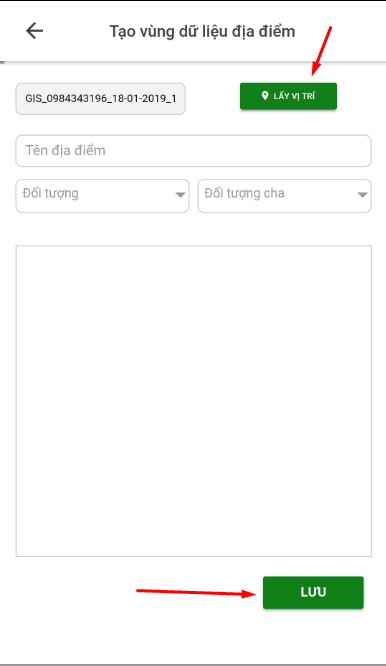 Tạo vùng dữ liệu địa điểm
GIS_0984343196_18-01-2019_1
LẤY VỊ TRÍ
Tên địa điểm
Đối tượng
Đối tượng cha
LƯU